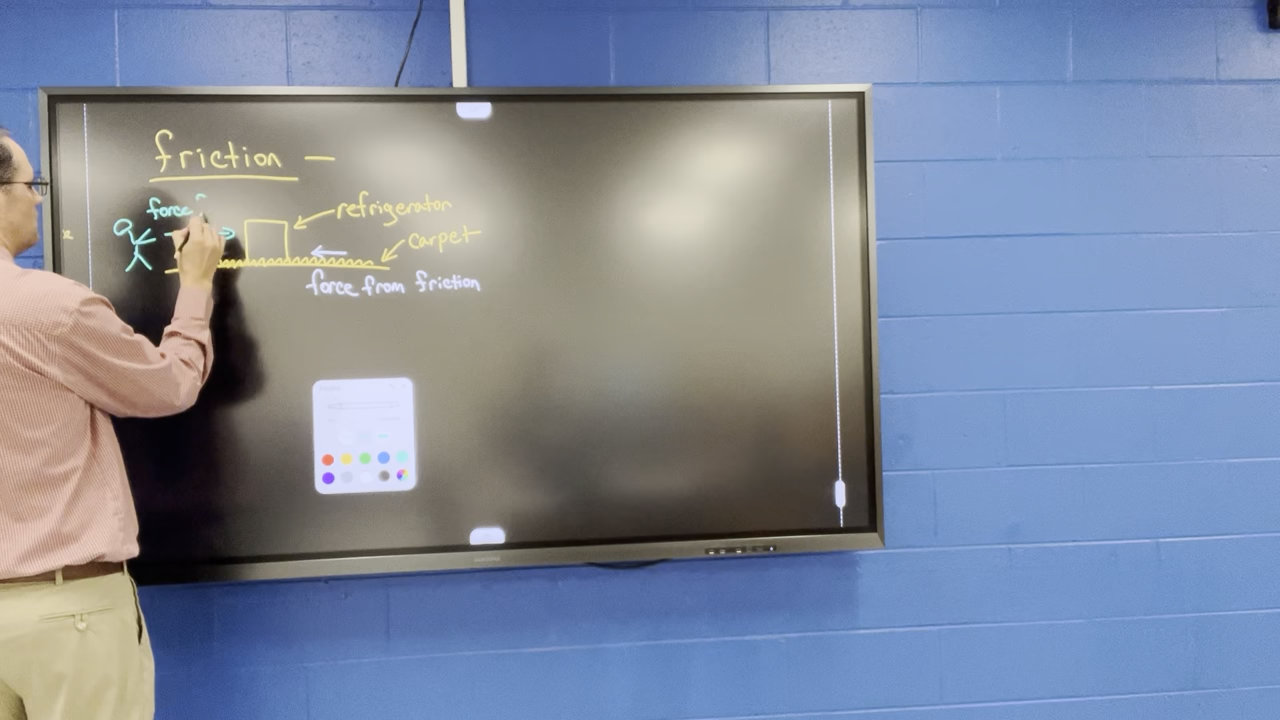 friction —
force
refrigerator
carpet
force from friction